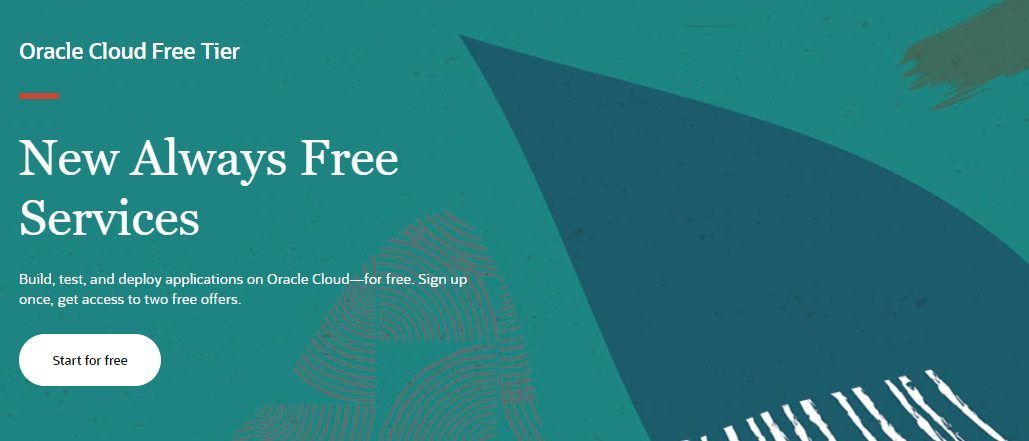 Oracle Cloud Free Tier
New Always Free
Services
Build, test, and deploy applications on Oracle Cloud—for free. Sign up
once, get access to two free offers.
Start for free